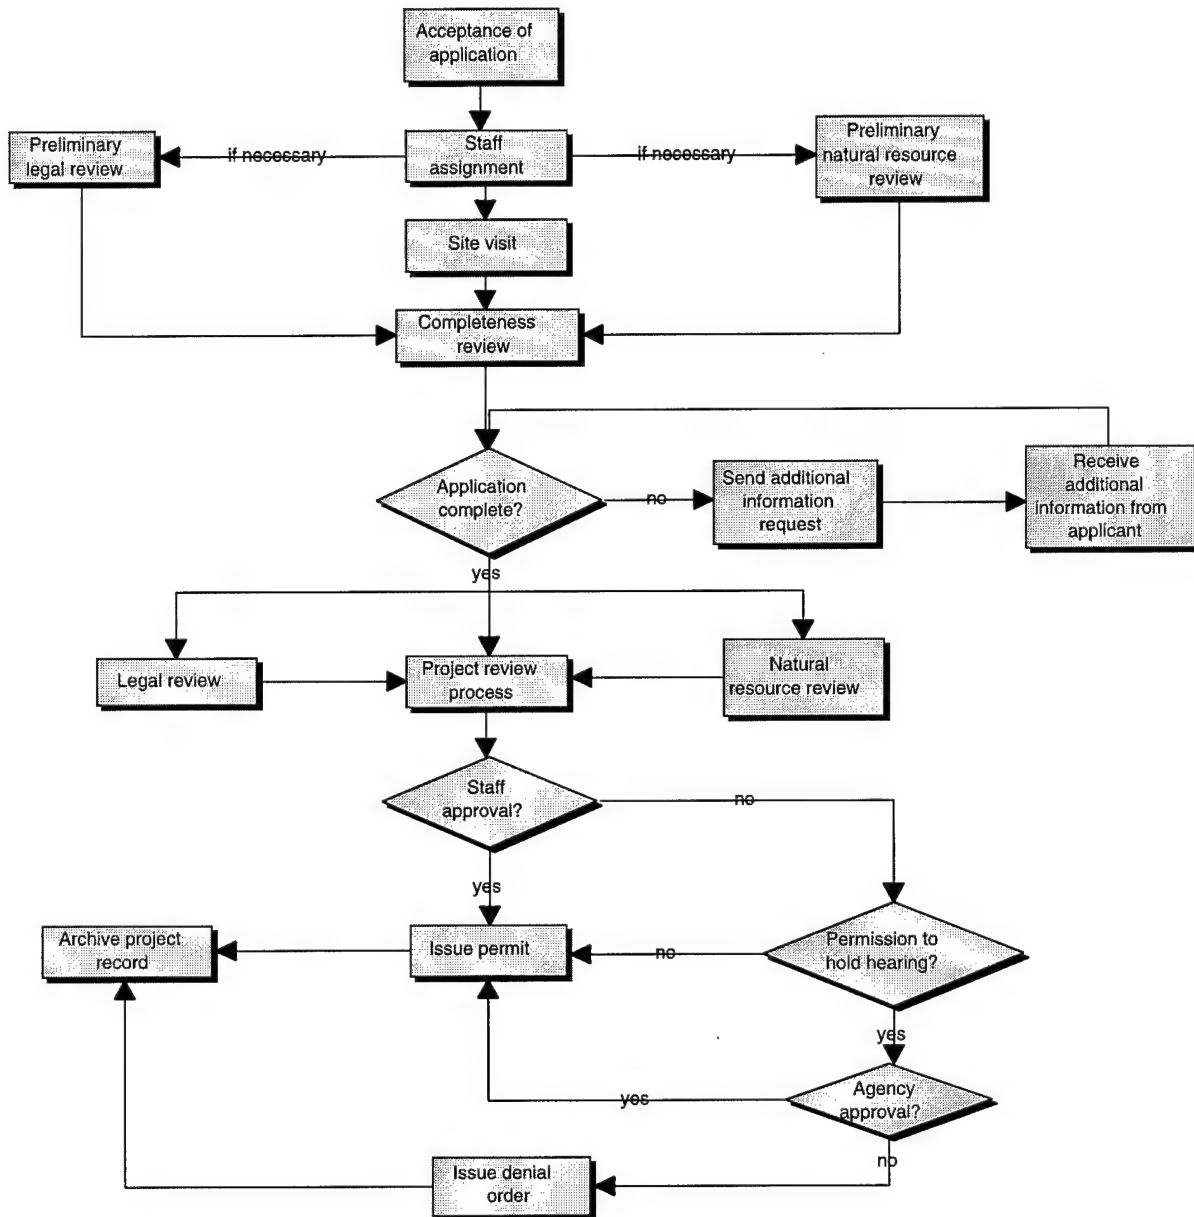 Acceptance of
application
Preliminary
legal review
if necessary
Staff
assignment
if necessary
Preliminary
natural resource
review
Site visit
Completeness
review
Application
complete?
no
Send additional
information
request
Receive
additional
information from
applicant
yes
Legal review
Project review
process
Natural
resource review
Staff
approval?
no
yes
Archive project
record
Issue permit
no
Permission to
hold hearing?
yes
yes
Agency
approval?
no
Issue denial
order